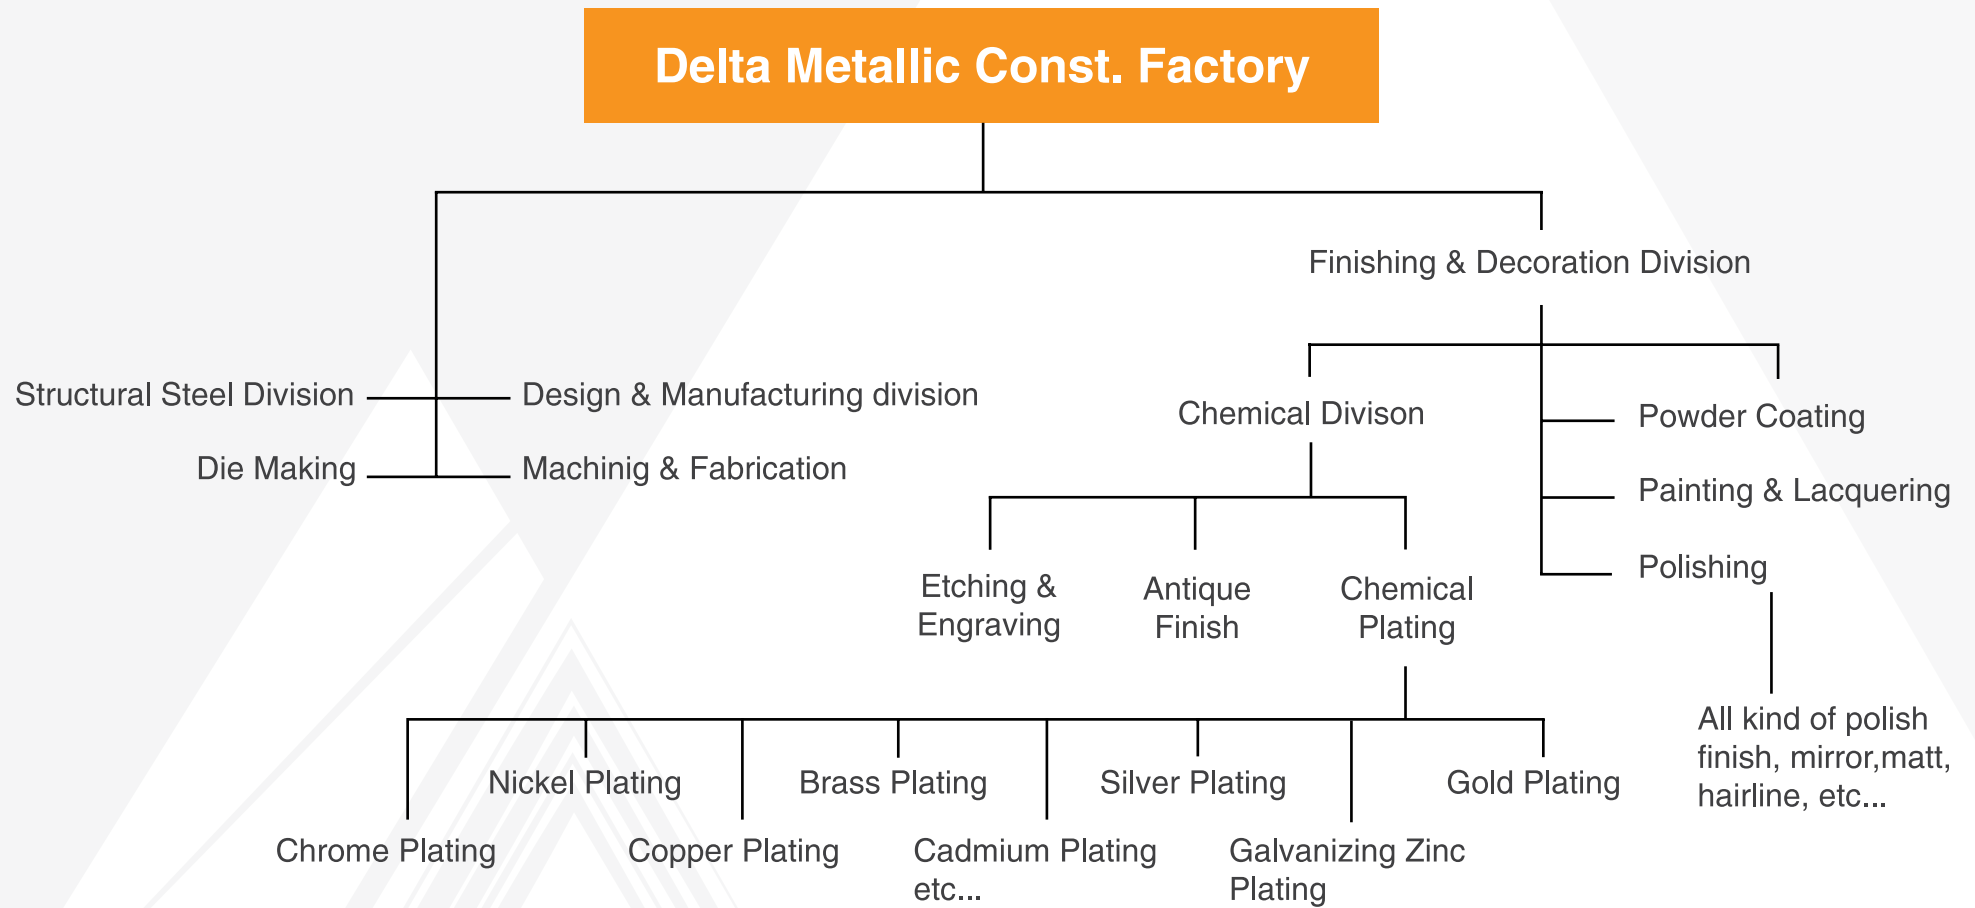 Delta Metallic Const. Factory
Finishing & Decoration Division
Structural Steel Division
Design & Manufacturing division
Die Making
Machinig & Fabrication
Chemical Divison
Powder Coating
Painting & Lacquering
Polishing
Etching &
Engraving
Antique
Finish
Chemical
Plating
All kind of polish
finish, mirror,matt,
hairline, etc...
Nickel Plating
Brass Plating
Silver Plating
Gold Plating
Chrome Plating
Copper Plating
Cadmium Plating
etc...
Galvanizing Zinc
Plating